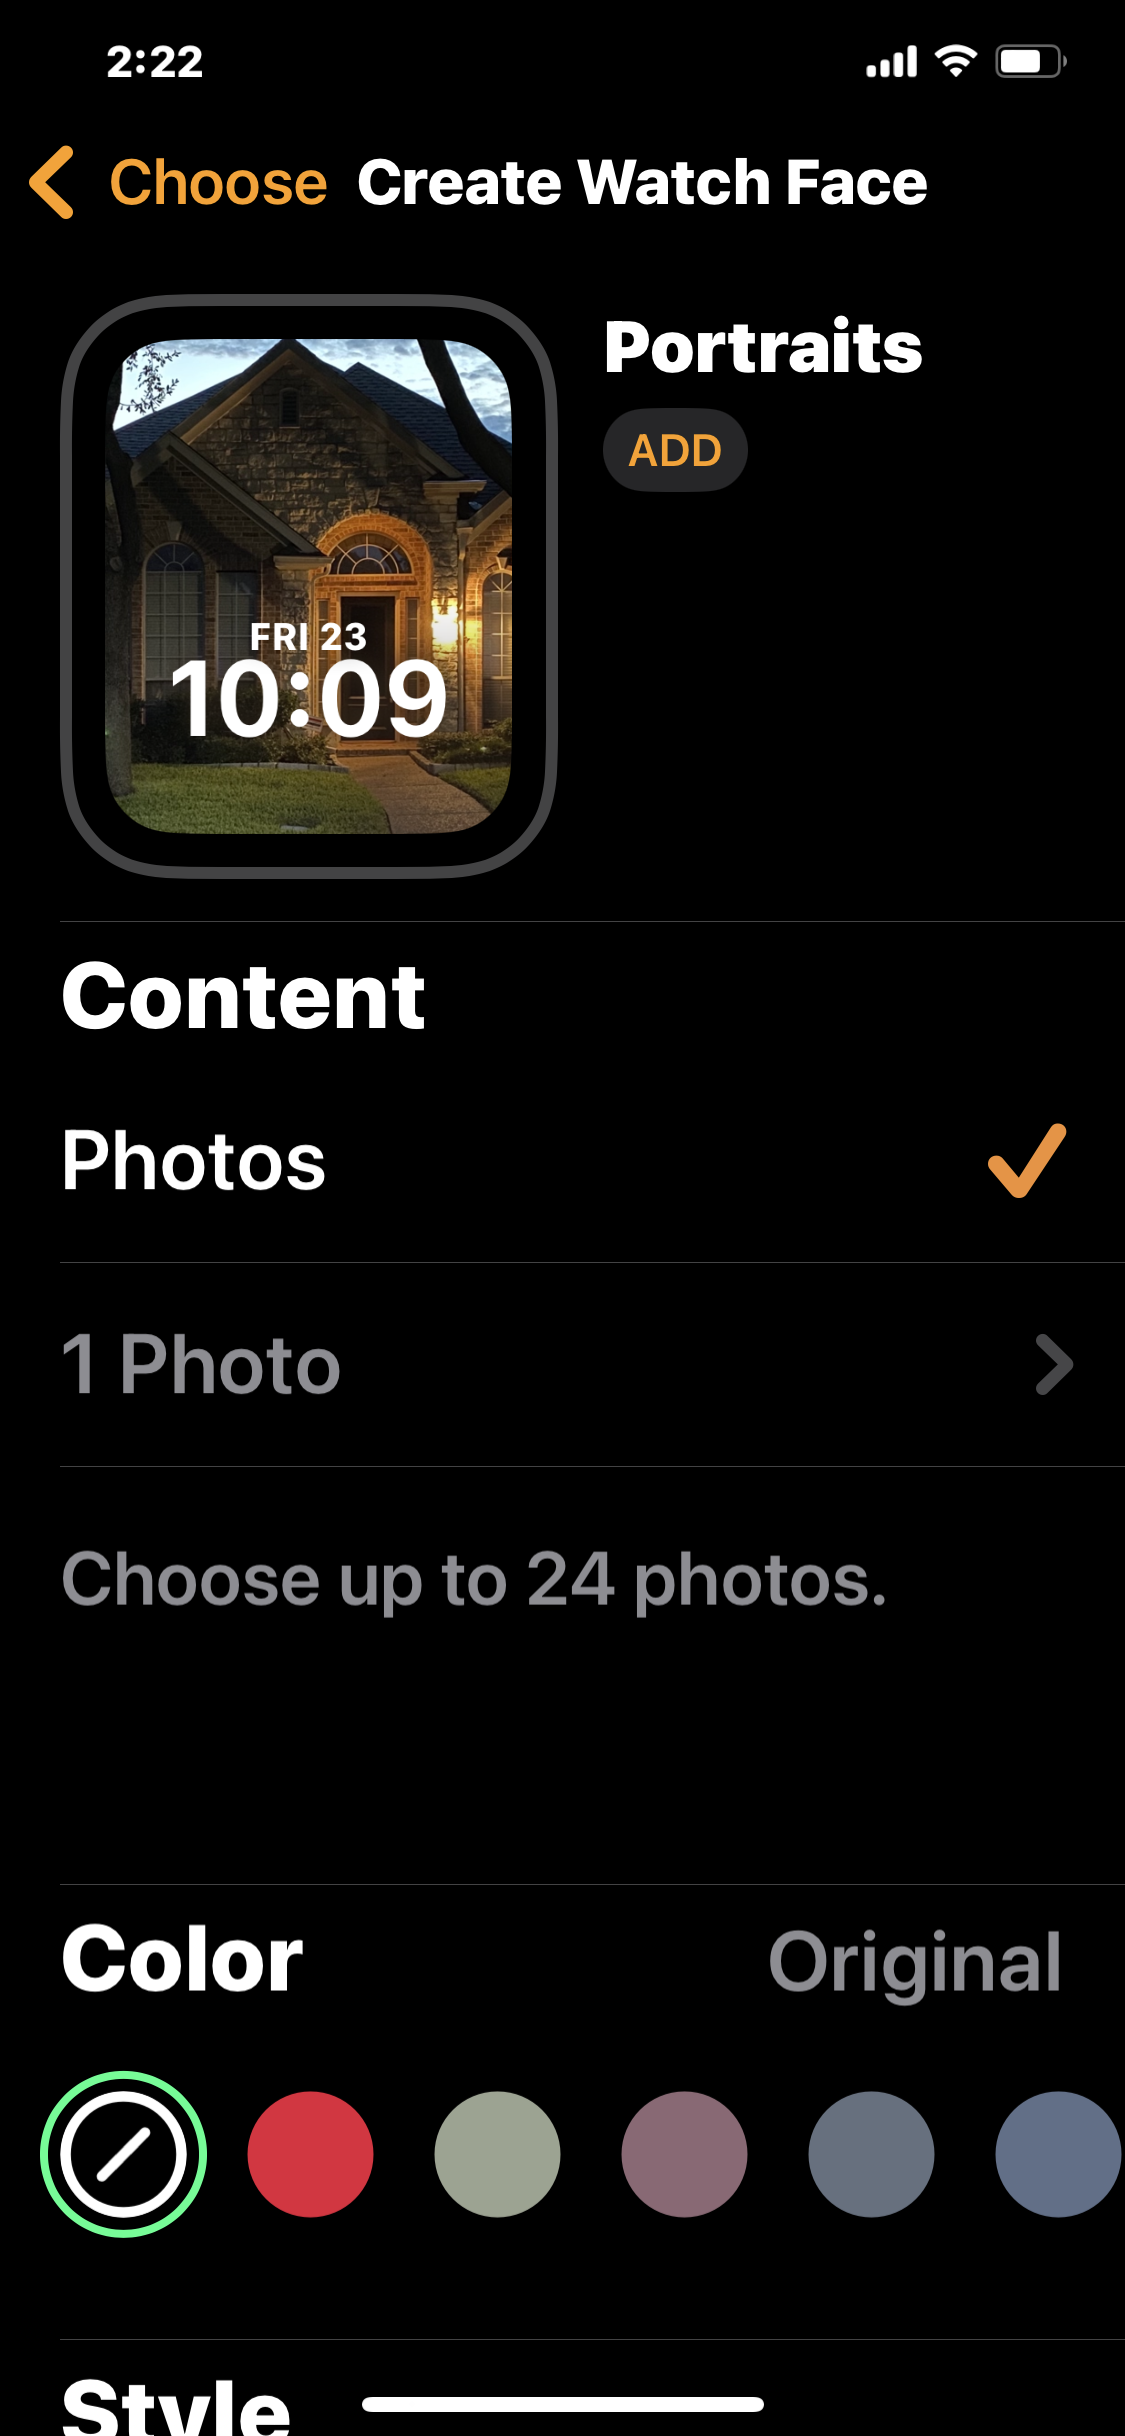 2:22
Choose Create Watch Face
Portraits
ADD
FRI 23
10:09
Content
Photos
1 Photo
Choose up to 24 photos.
Color Original
Style